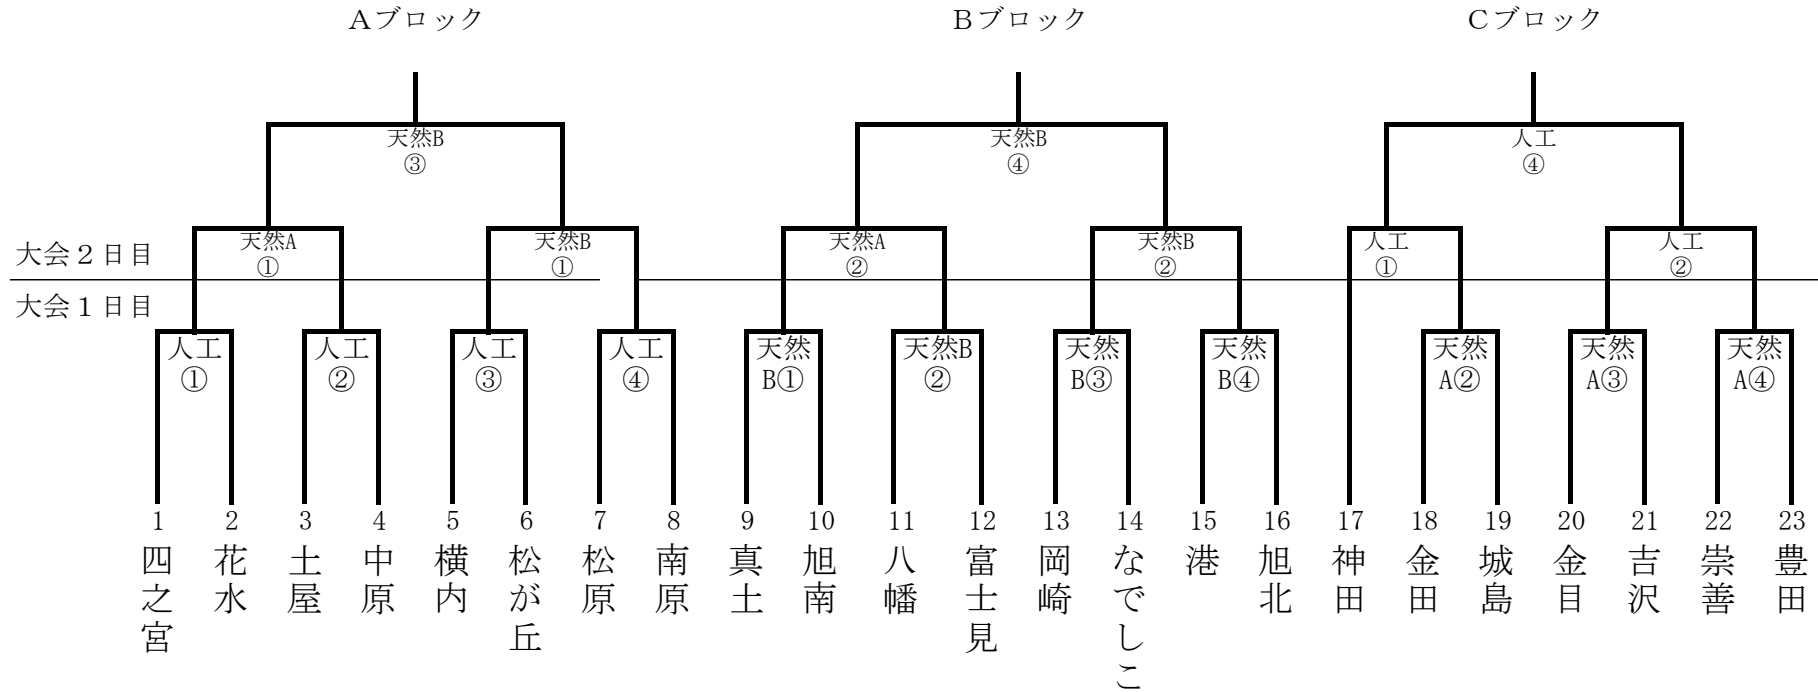 Aブロック
Bブロック
Cブロック
天然B
③
天然B
④
人工
④
天然A
①
天然B
①
天然A
②
天然B
②
人工
①
人工
②
大会２日目
大会１日目
人工
①
人工
②
人工
③
人工
④
天然
B①
天然B
②
天然
B③
天然
B④
天然
A②
天然
A③
天然
A④
1 2 3 4 5 6 7 8 9 10 11 12 13 14 15 16 17 18 19 20 21 22 23
四之宮
花水
土屋
中原
横内
松が丘
松原
南原
真土
旭南
八幡
富士見
岡崎
なでしこ
港
旭北
神田
金田
城島
金目
吉沢
崇善
豊田